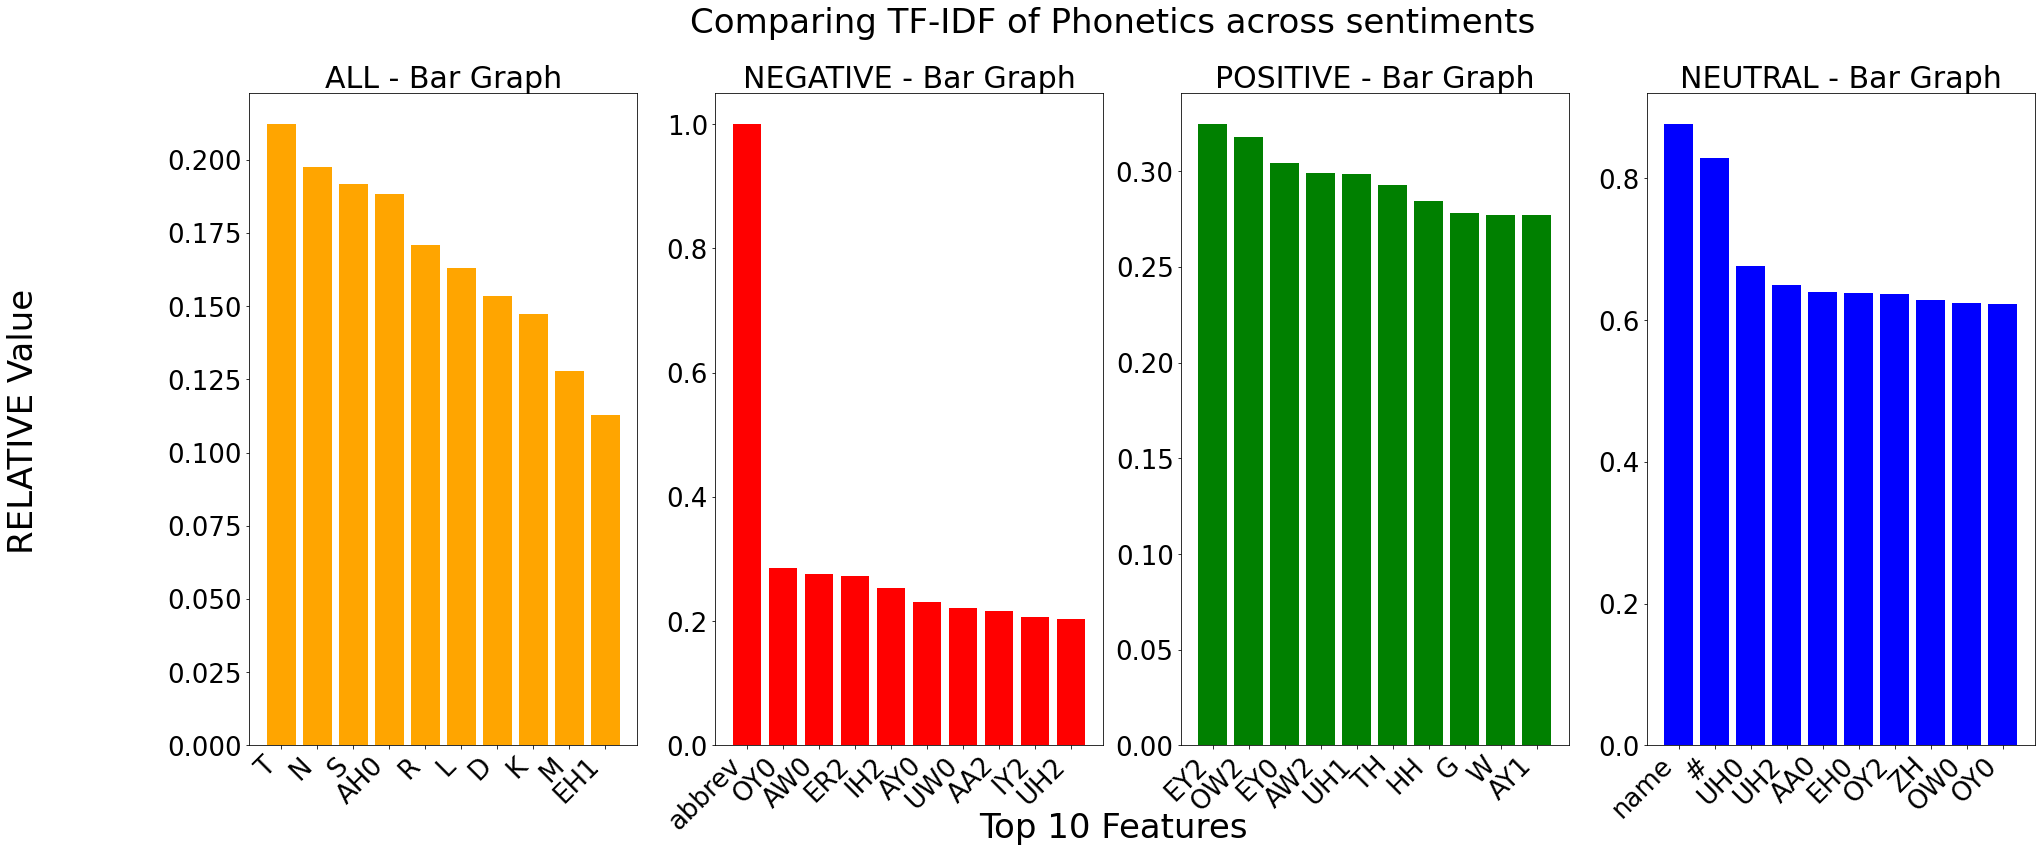 Comparing TF-IDF of Phonetics across sentiments
RELATIVE Value
ALL - Bar Graph
0.200
0.175
0.150
0.125
0.100
0.075
0.050
0.025
0.000
T N S AH0 R L D K M EH1
NEGATIVE - Bar Graph
1.0
0.8
0.6
0.4
0.2
0.0
abbrev OY0 AW0 ER2 IH2 AY0 UW0 AA2 IY2 UH2
POSITIVE - Bar Graph
0.30
0.25
0.20
0.15
0.10
0.05
0.00
EY2 OW2 EY0 AW2 UH1 TH HH G W AY1
NEUTRAL - Bar Graph
0.8
0.6
0.4
0.2
0.0
name # UH0 UH2 AA0 EH0 OY2 ZH OW0 OY0
Top 10 Features